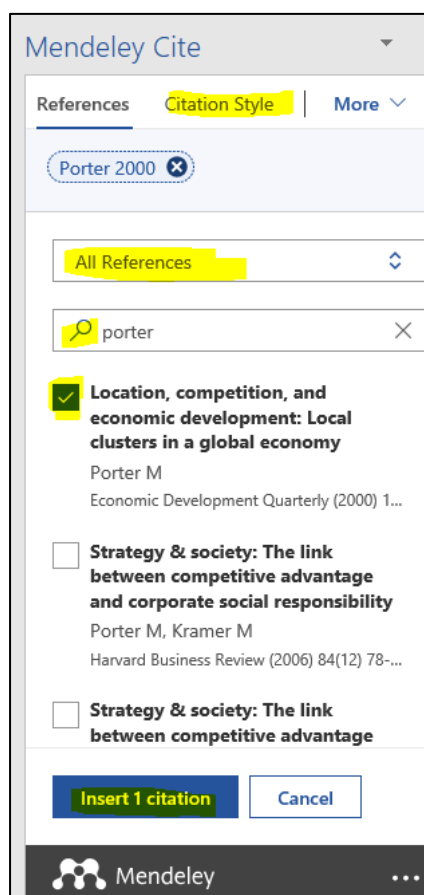 Mendeley Cite
References Citation Style More
Porter 2000
All References
porter
Location, competition, and
economic development: Local
clusters in a global economy
Porter M
Economic Development Quarterly (2000) 1...
Strategy & society: The link
between competitive advantage
and corporate social responsibility
Porter M, Kramer M
Harvard Business Review (2006) 84(12) 78-...
Strategy & society: The link
between competitive advantage
Insert 1 citation Cancel
Mendeley